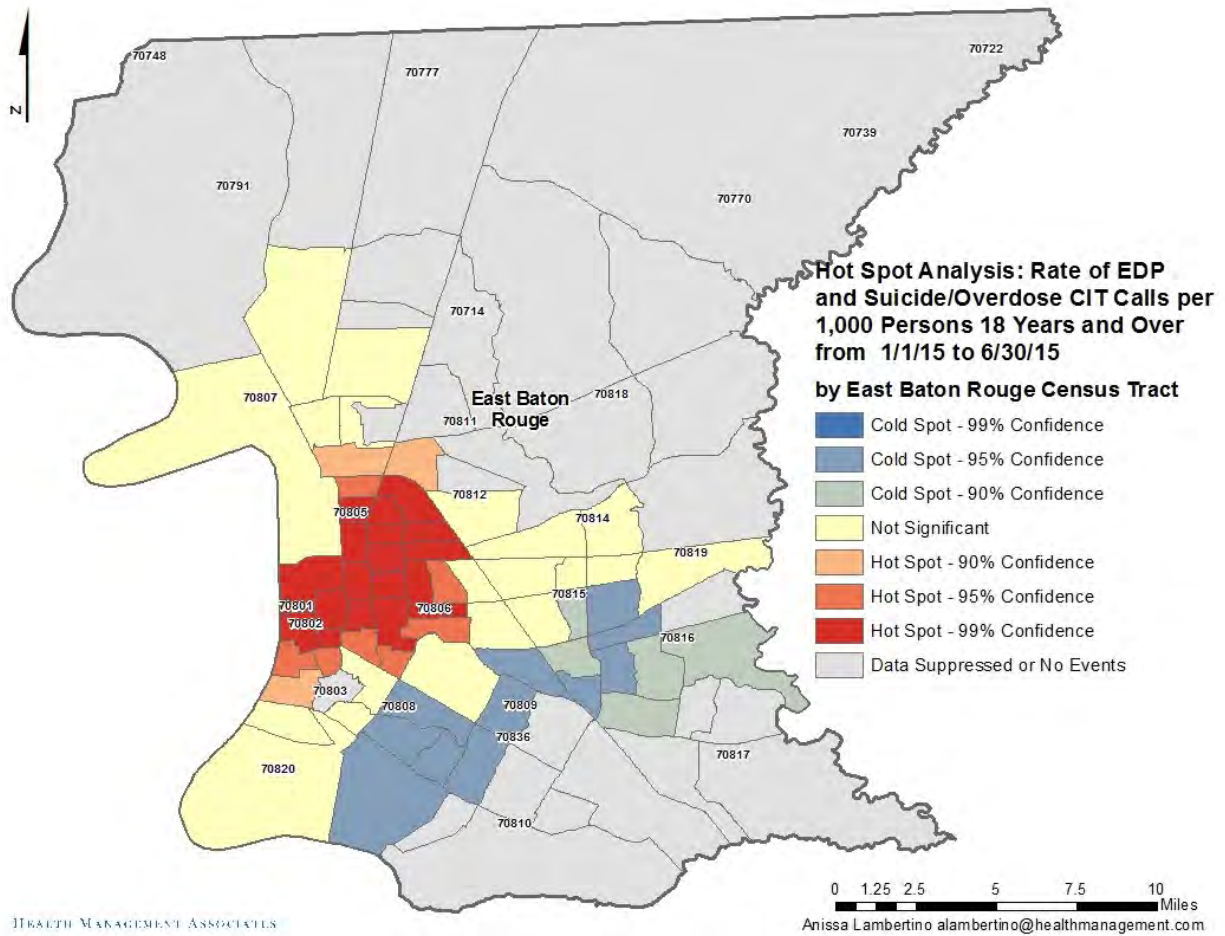 70722
70748
70777
N
70739
70791
70770
Hot Spot Analysis: Rate of EDP
and Suicide/Overdose CIT Calls per
1,000 Persons 18 Years and Over
from 1/1/15 to 6/30/15
70714
by East Baton Rouge Census Tract
70818
70807
East Baton
Rouge
70811
Cold Spot - 99% Confidence
Cold Spot - 95% Confidence
Cold Spot - 90% Confidence
70812
70805
70814
Not Significant
70819
Hot Spot - 90% Confidence
70815
Hot Spot - 95% Confidence
70801
70806
70802
Hot Spot - 99% Confidence
70816
Data Suppressed or No Events
70803
70808
70809
70836
70817
70820
70810
0 1.25 2.5 5 7.5 10
Miles
HEALTH MANAGEMENT ASSOCIATES
Anissa Lambertino alambertino@healthmanagement.com